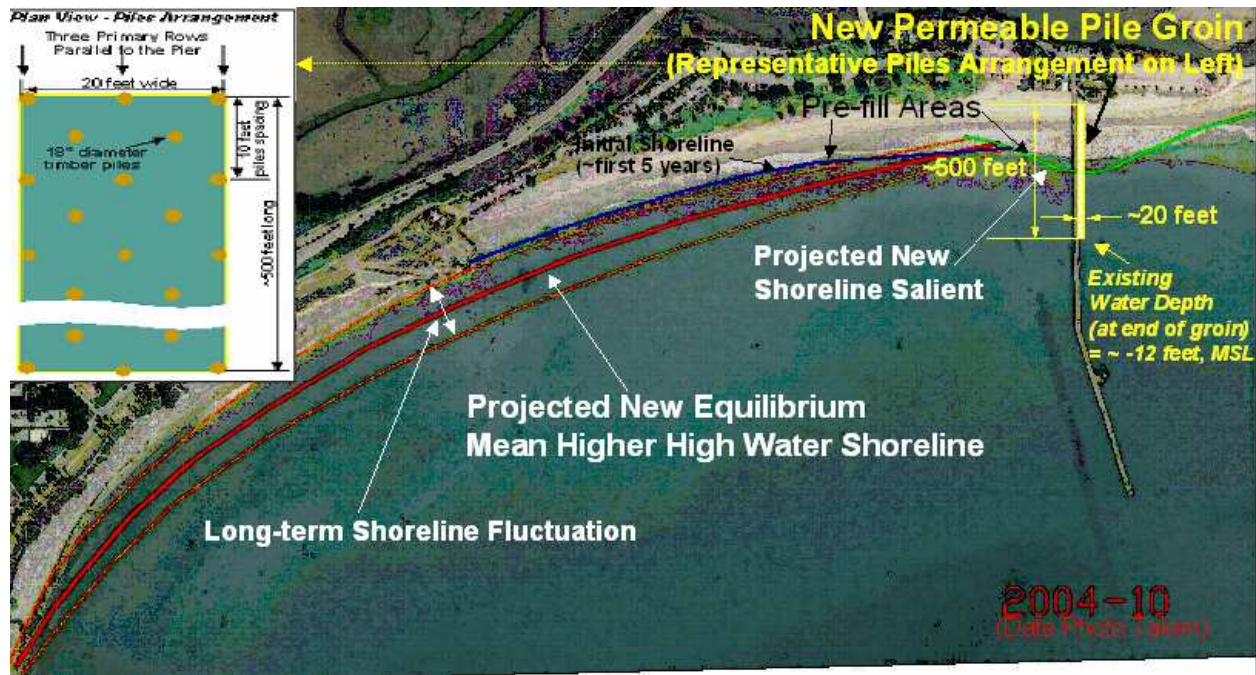 Plan View - Piles Arrangement
Three Primary Rows
Parallel to the Pier
20 feet wide
18" diameter
timber piles
10 feet
piles spacing
~500 feet long
New Permeable Pile Groin
(Representative Piles Arrangement on Left)
Pre-fill Areas
Initial Shoreline
(~first 5 years)
~500 feet
~20 feet
Projected New
Shoreline Salient
Existing
Water Depth
(at end of groin)
= ~ -12 feet, MSL
Projected New Equilibrium
Mean Higher High Water Shoreline
Long-term Shoreline Fluctuation
2004-10
(Date Photo Taken)